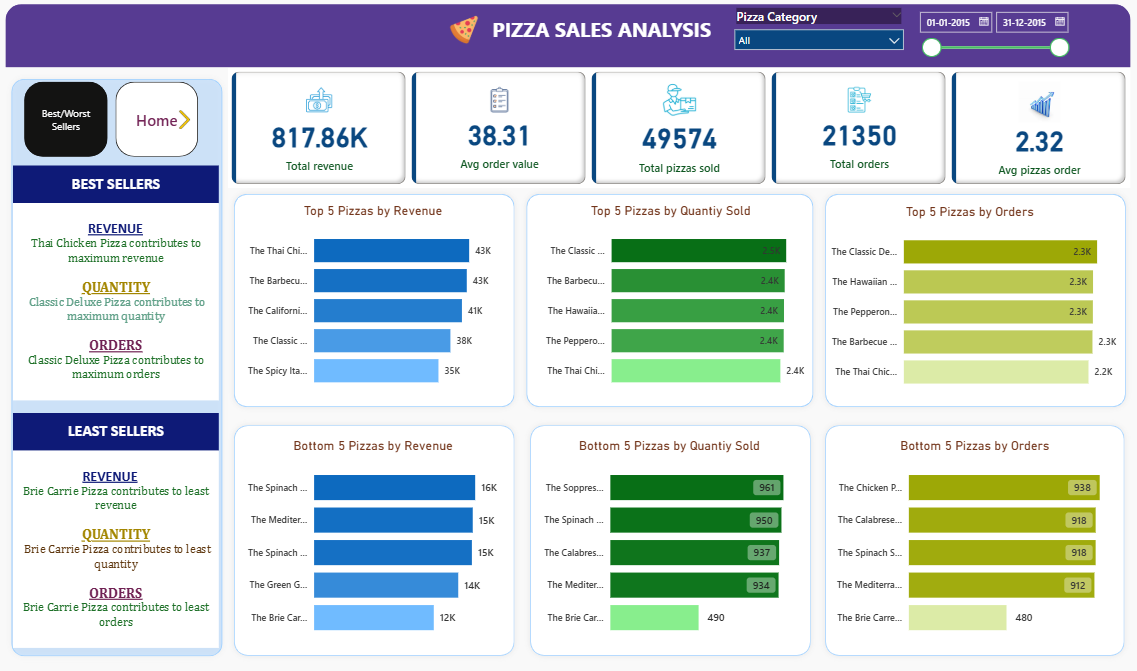 PIZZA SALES ANALYSIS
Pizza Category
All
01-01-2015
31-12-2015
Best/Worst
Sellers
Home
817.86K
Total revenue
38.31
Avg order value
49574
Total pizzas sold
21350
Total orders
2.32
Avg pizzas order
BEST SELLERS
REVENUE
Thai Chicken Pizza contributes to
maximum revenue
QUANTITY
Classic Deluxe Pizza contributes to
maximum quantity
ORDERS
Classic Deluxe Pizza contributes to
maximum orders
LEAST SELLERS
REVENUE
Brie Carrie Pizza contributes to least
revenue
QUANTITY
Brie Carrie Pizza contributes to least
quantity
ORDERS
Brie Carrie Pizza contributes to least
orders
Top 5 Pizzas by Revenue
The Thai Chi... 43K
The Barbecu... 43K
The Californi... 41K
The Classic ... 38K
The Spicy Ita... 35K
Top 5 Pizzas by Quantiy Sold
The Classic ... 2.5K
The Barbecu... 2.4K
The Hawaiia... 2.4K
The Peppero... 2.4K
The Thai Chi... 2.4K
Top 5 Pizzas by Orders
The Classic De... 2.3K
The Hawaiian ... 2.3K
The Pepperon... 2.3K
The Barbecue ... 2.3K
The Thai Chic... 2.2K
Bottom 5 Pizzas by Revenue
The Spinach ... 16K
The Mediter... 15K
The Spinach ... 15K
The Green G... 14K
The Brie Car... 12K
Bottom 5 Pizzas by Quantiy Sold
The Soppres... 961
The Spinach ... 950
The Calabres... 937
The Mediter... 934
The Brie Car... 490
Bottom 5 Pizzas by Orders
The Chicken P... 938
The Calabrese... 918
The Spinach S... 918
The Mediterra... 912
The Brie Carre... 480